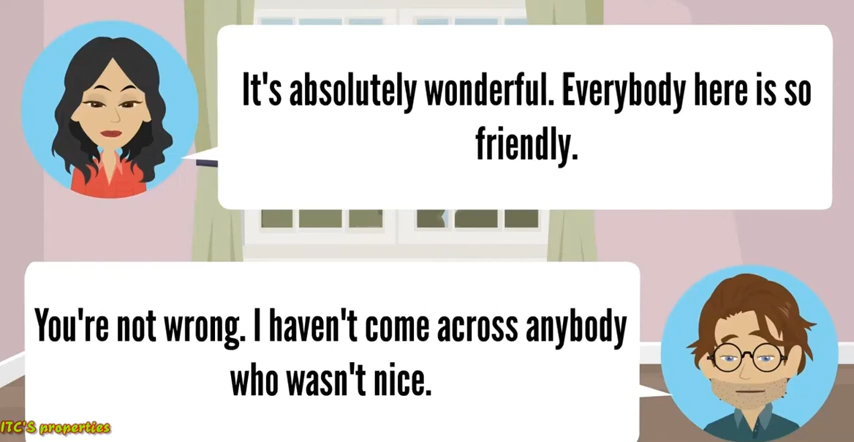 It's absolutely wonderful. Everybody here is so
friendly.
You're not wrong. I haven't come across anybody
who wasn't nice.
ITC'S properties